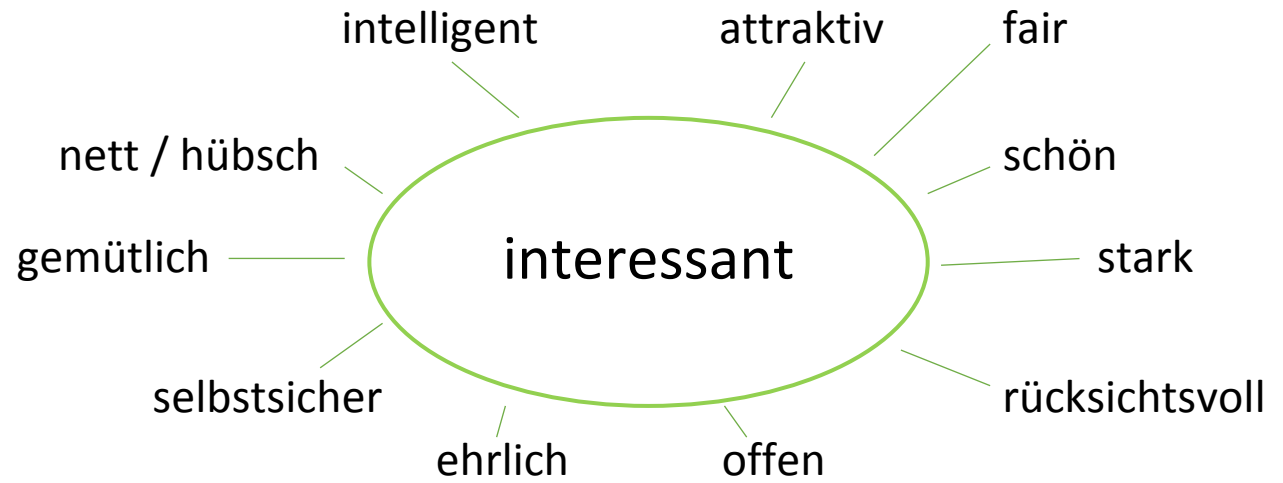 intelligent attraktiv fair
nett / hübsch schön
gemütlich interessant stark
selbstsicher rücksichtsvoll
ehrlich offen